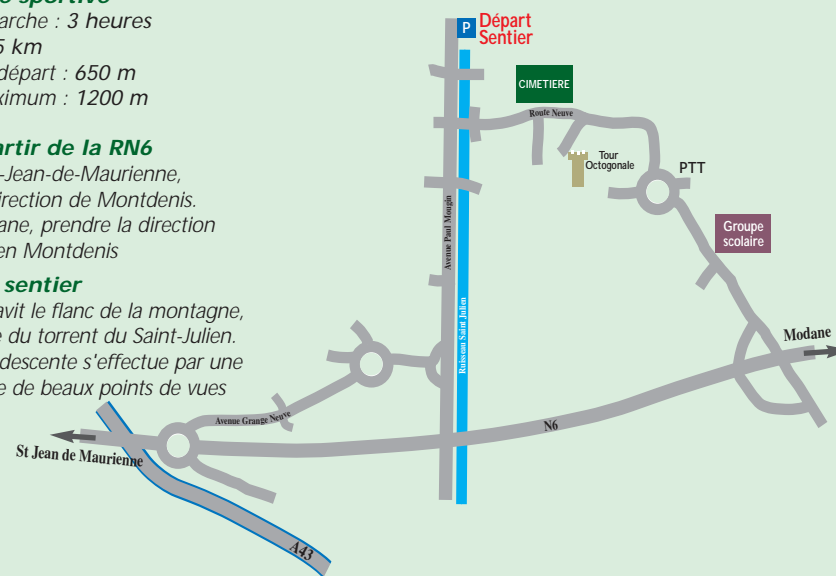 sportive
arche : 3 heures
5 km
départ : 650 m
ximum : 1200 m
artir de la RN6
-Jean-de-Maurienne,
irection de Montdenis.
ane, prendre la direction
en Montdenis
sentier
avit le flanc de la montagne,
e du torrent du Saint-Julien.
descente s'effectue par une
e de beaux points de vues
P
Départ
Sentier
CIMETIERE
Route Neuve
Tour
Octogonale
PTT
Groupe
scolaire
Avenue Paul Mougin
Ruisseau Saint Julien
Modane
Avenue Grange Neuve
N6
St Jean de Maurienne
A43